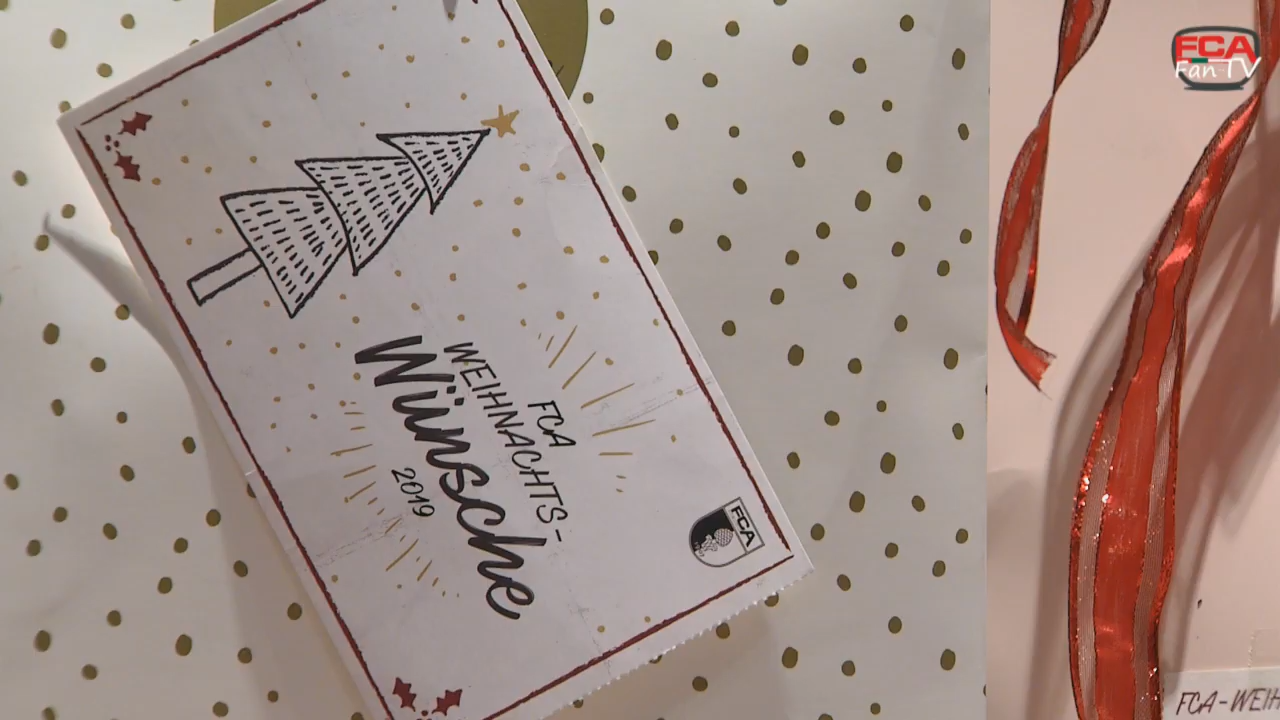 FCA
WEIHNACHTS-
Wünsche
2019
FCA
FCA
Fan TV
FCA-WEIH